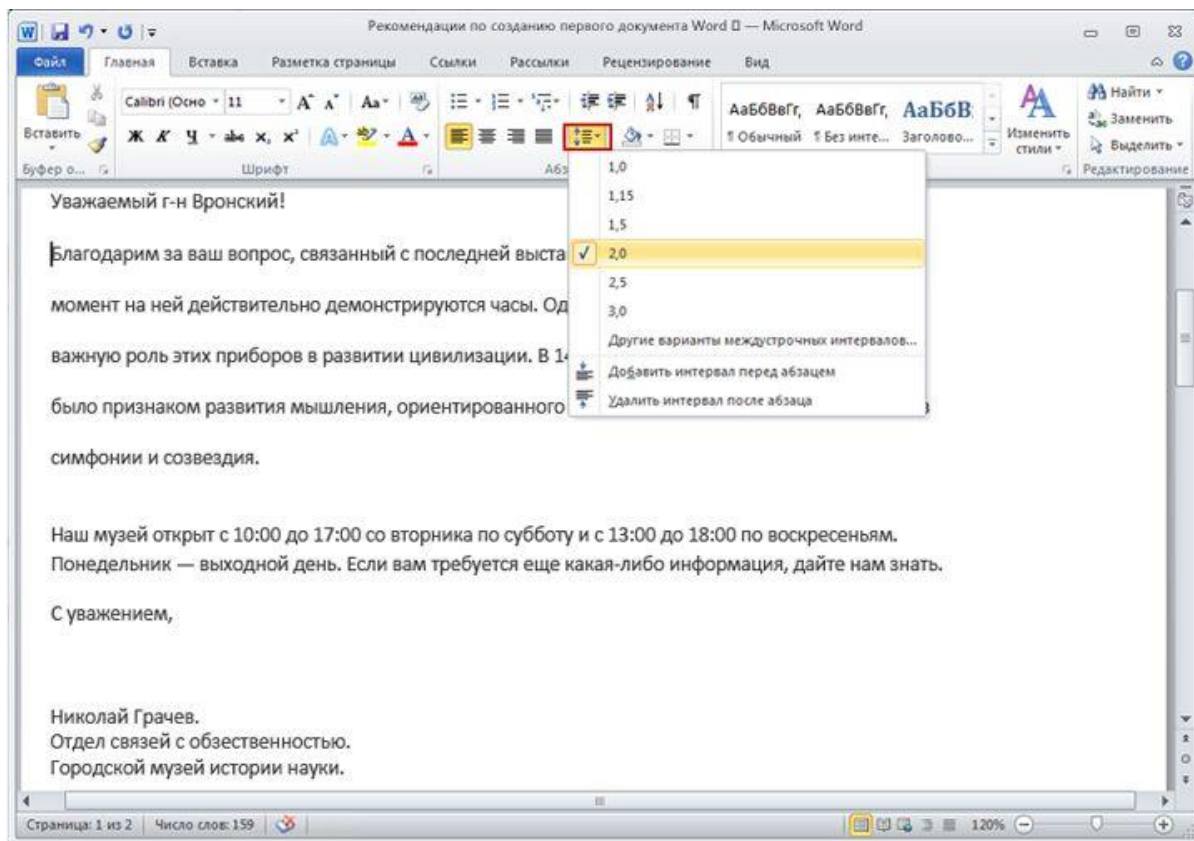 Рекомендации по созданию первого документа Word — Microsoft Word
Файл Главная Вставка Разметка страницы Ссылки Рассылки Рецензирование Вид
Вставить
Calibri (Осно 11
Ж К Ч abc x, x²
АаБбВвГг, АаБбВвГг, АаБбВ
¶ Обычный ¶ Без инте... Заголово...
Изменить стили
Найти
Заменить
Выделить
Буфер о... Шрифт Абз Редактирование
1,0
1,15
1,5
2,0
2,5
3,0
Другие варианты междустрочных интервалов...
Добавить интервал перед абзацем
Удалить интервал после абзаца
Уважаемый г-н Вронский!
Благодарим за ваш вопрос, связанный с последней выста
момент на ней действительно демонстрируются часы. Од
важную роль этих приборов в развитии цивилизации. В 14
было признаком развития мышления, ориентированного
симфонии и созвездия.
Наш музей открыт с 10:00 до 17:00 со вторника по субботу и с 13:00 до 18:00 по воскресеньям.
Понедельник — выходной день. Если вам требуется еще какая-либо информация, дайте нам знать.
С уважением,
Николай Грачев.
Отдел связей с обзественностью.
Городской музей истории науки.
Страница: 1 из 2 Число слов: 159 120%